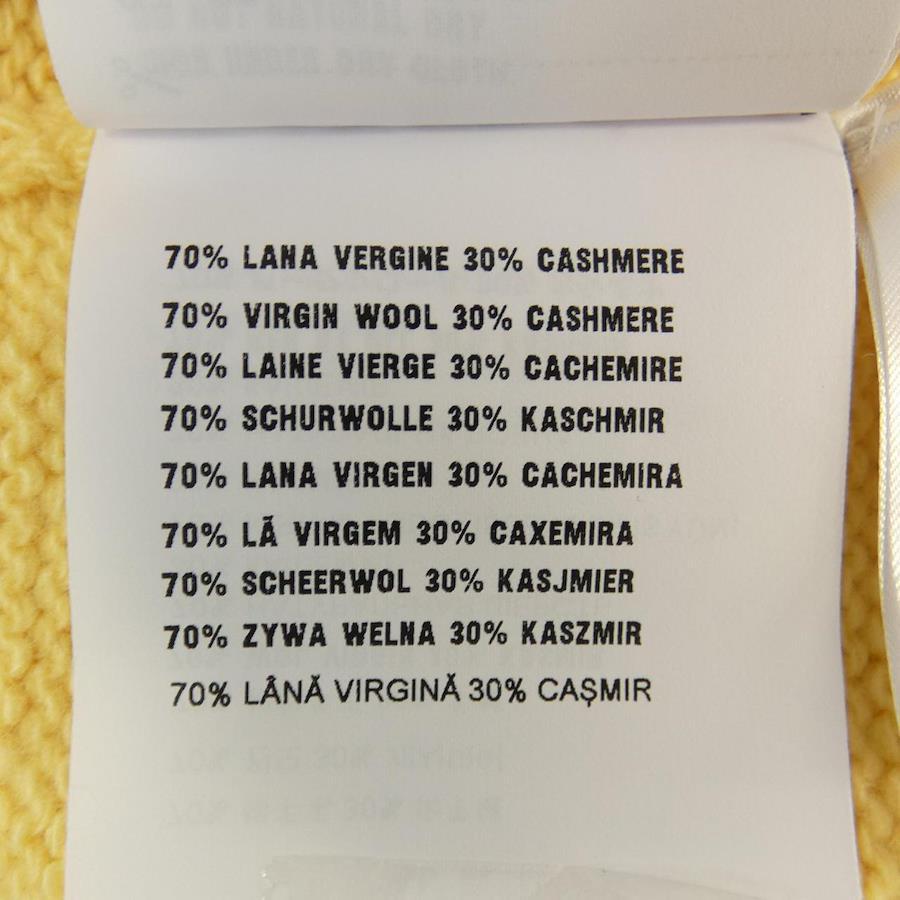 70% LANA VERGINE 30% CASHMERE
70% VIRGIN WOOL 30% CASHMERE
70% LAINE VIERGE 30% CACHEMIRE
70% SCHURWOLLE 30% KASCHMIR
70% LANA VIRGEN 30% CACHEMIRA
70% LÃ VIRGEM 30% CAXEMIRA
70% SCHEERWOL 30% KASJMIER
70% ZYWA WELNA 30% KASZMIR
70% LÂNĂ VIRGINĂ 30% CAȘMIR